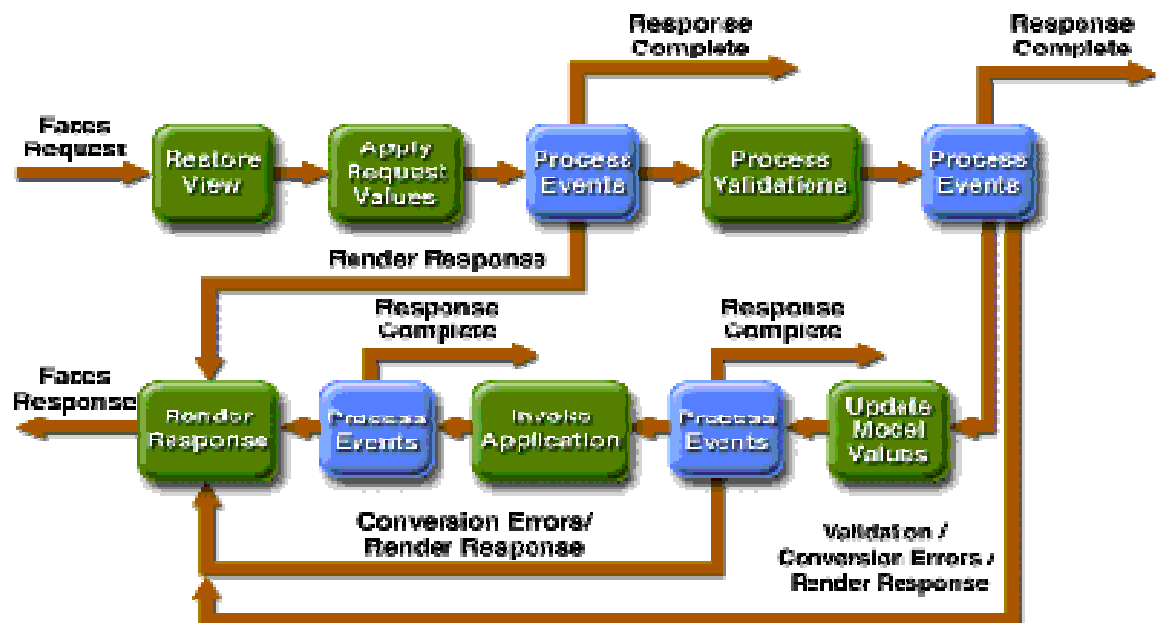 Response
Complete
Response
Complete
Faces
Request
Restore
View
Apply
Request
Values
Process
Events
Process
Validations
Process
Events
Render Response
Response
Complete
Response
Complete
Faces
Response
Render
Response
Process
Events
Invoke
Application
Process
Events
Update
Model
Values
Conversion Errors/
Render Response
Validation /
Conversion Errors /
Render Response